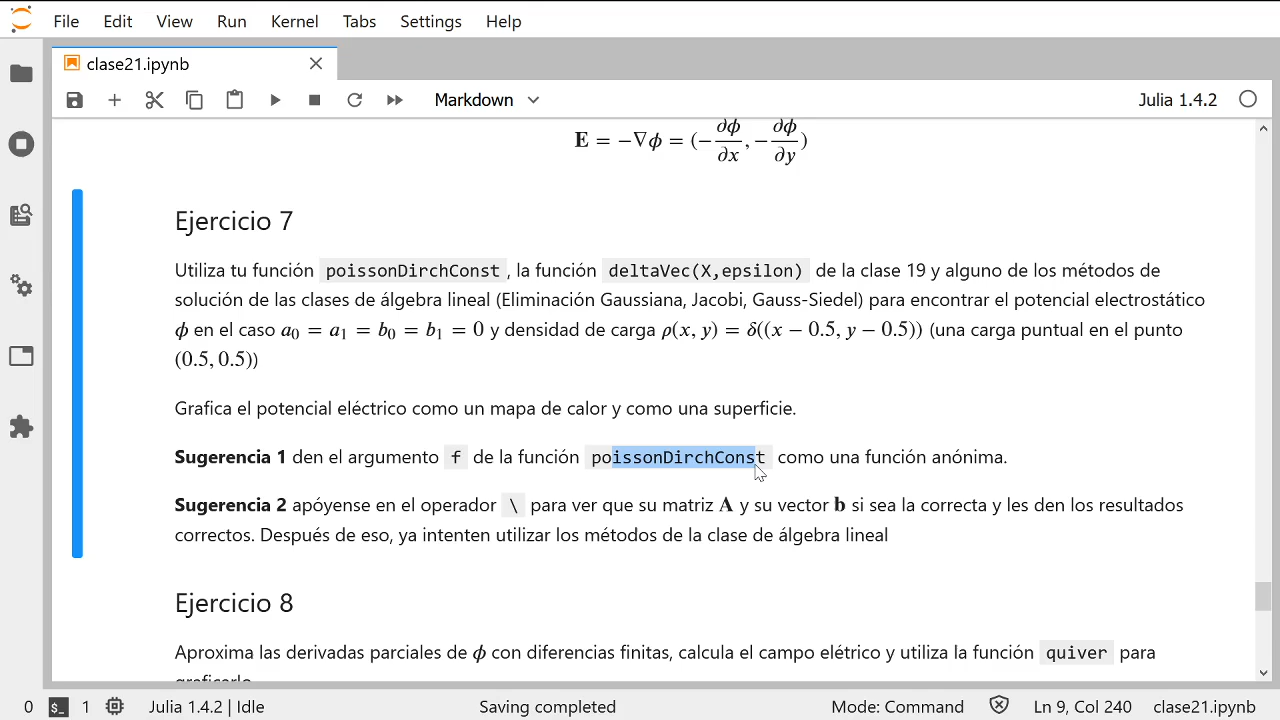 File Edit View Run Kernel Tabs Settings Help
clase21.ipynb
Markdown
Julia 1.4.2
E = −∇ϕ = (−∂ϕ/∂x, −∂ϕ/∂y)
Ejercicio 7
Utiliza tu función poissonDirchConst , la función deltaVec(X,epsilon) de la clase 19 y alguno de los métodos de
solución de las clases de álgebra lineal (Eliminación Gaussiana, Jacobi, Gauss-Siedel) para encontrar el potencial electrostático
ϕ en el caso a₀ = a₁ = b₀ = b₁ = 0 y densidad de carga ρ(x, y) = δ((x − 0.5, y − 0.5)) (una carga puntual en el punto
(0.5, 0.5))
Grafica el potencial eléctrico como un mapa de calor y como una superficie.
Sugerencia 1 den el argumento f de la función poissonDirchConst como una función anónima.
Sugerencia 2 apóyense en el operador \ para ver que su matriz A y su vector b si sea la correcta y les den los resultados
correctos. Después de eso, ya intenten utilizar los métodos de la clase de álgebra lineal
Ejercicio 8
Aproxima las derivadas parciales de ϕ con diferencias finitas, calcula el campo elétrico y utiliza la función quiver para
graficarlo
0 $_ 1 Julia 1.4.2 | Idle Saving completed Mode: Command Ln 9, Col 240 clase21.ipynb